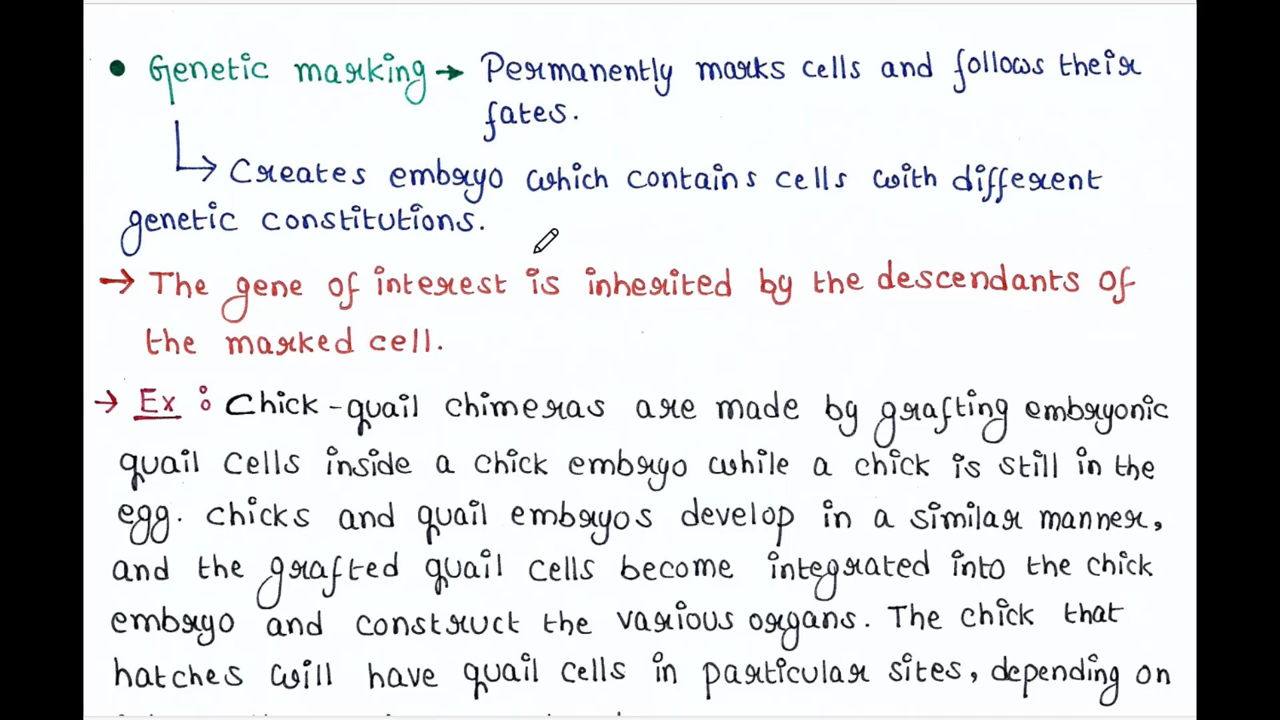 • Genetic marking → Permanently marks cells and follows their
fates.
↳ Creates embryo which contains cells with different
genetic constitutions.
→ The gene of interest is inherited by the descendants of
the marked cell.
→ Ex : Chick-quail chimeras are made by grafting embryonic
quail cells inside a chick embryo while a chick is still in the
egg. Chicks and quail embryos develop in a similar manner,
and the grafted quail cells become integrated into the chick
embryo and construct the various organs. The chick that
hatches will have quail cells in particular sites, depending on